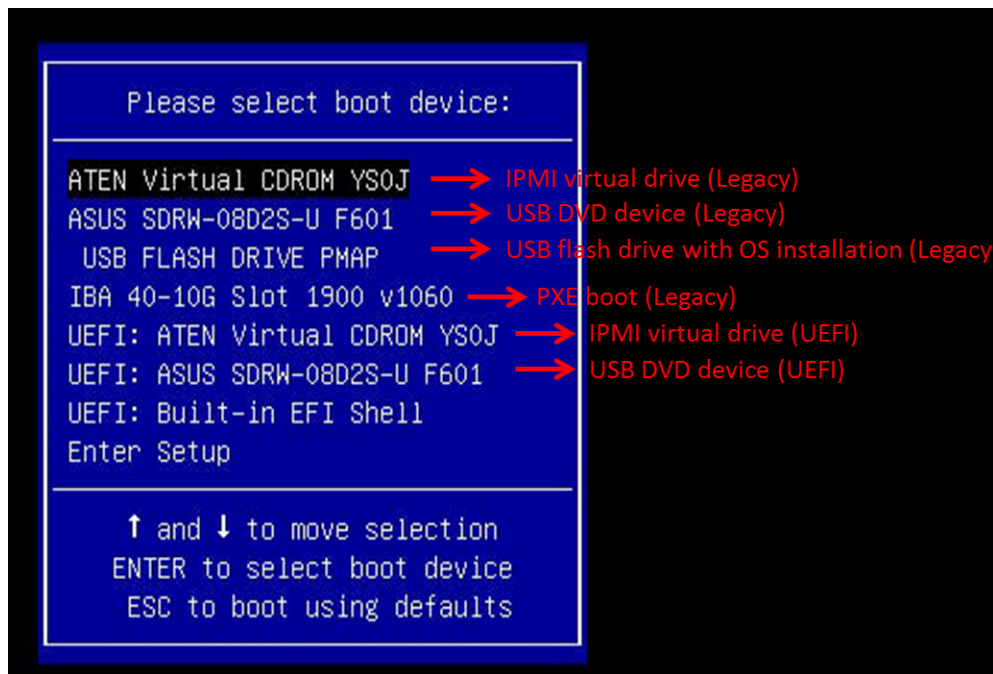 Please select boot device:
ATEN Virtual CDROM YS0J IPMI virtual drive (Legacy)
ASUS SDRW-08D2S-U F601 USB DVD device (Legacy)
USB FLASH DRIVE PMAP USB flash drive with OS installation (Legacy
IBA 40-10G Slot 1900 v1060 PXE boot (Legacy)
UEFI: ATEN Virtual CDROM YS0J IPMI virtual drive (UEFI)
UEFI: ASUS SDRW-08D2S-U F601 USB DVD device (UEFI)
UEFI: Built-in EFI Shell
Enter Setup
↑ and ↓ to move selection
ENTER to select boot device
ESC to boot using defaults